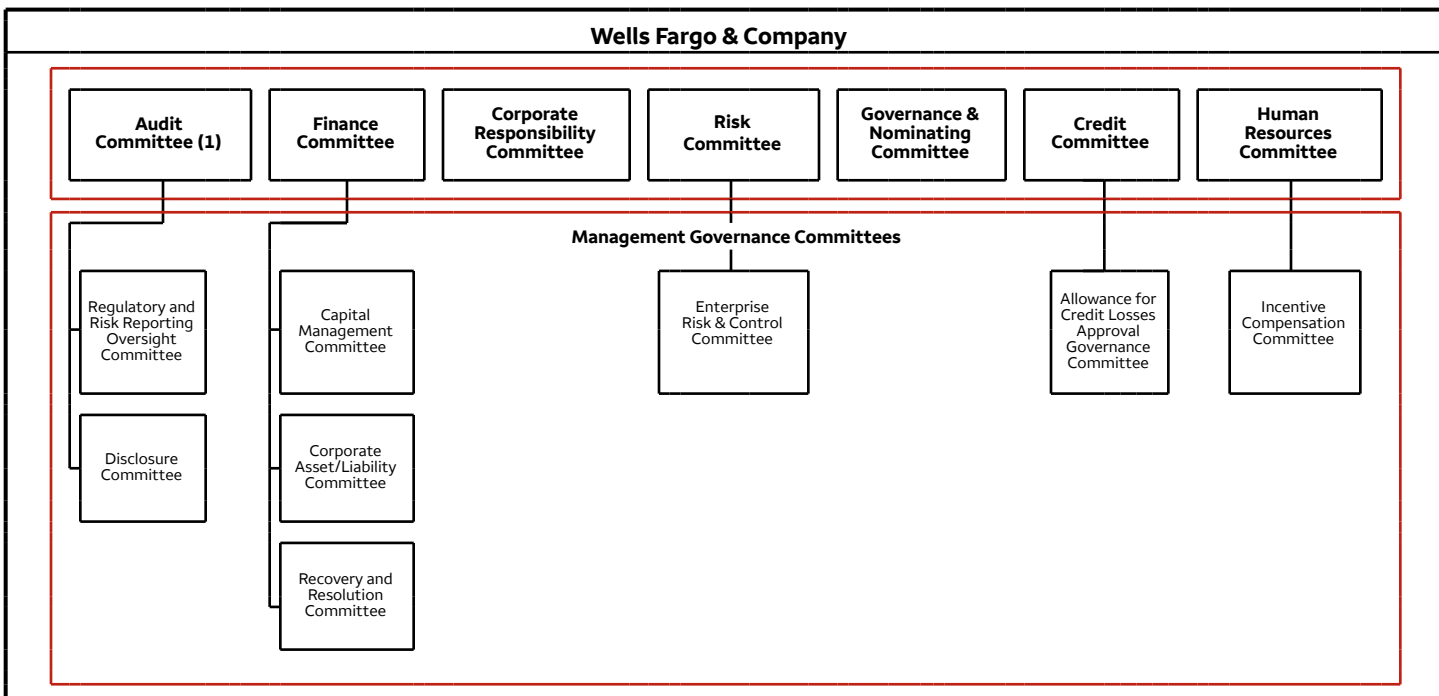 Wells Fargo & Company
Audit
Committee (1)
Finance
Committee
Corporate
Responsibility
Committee
Risk
Committee
Governance &
Nominating
Committee
Credit
Committee
Human
Resources
Committee
Management Governance Committees
Regulatory and
Risk Reporting
Oversight
Committee
Capital
Management
Committee
Enterprise
Risk & Control
Committee
Allowance for
Credit Losses
Approval
Governance
Committee
Incentive
Compensation
Committee
Disclosure
Committee
Corporate
Asset/Liability
Committee
Recovery and
Resolution
Committee